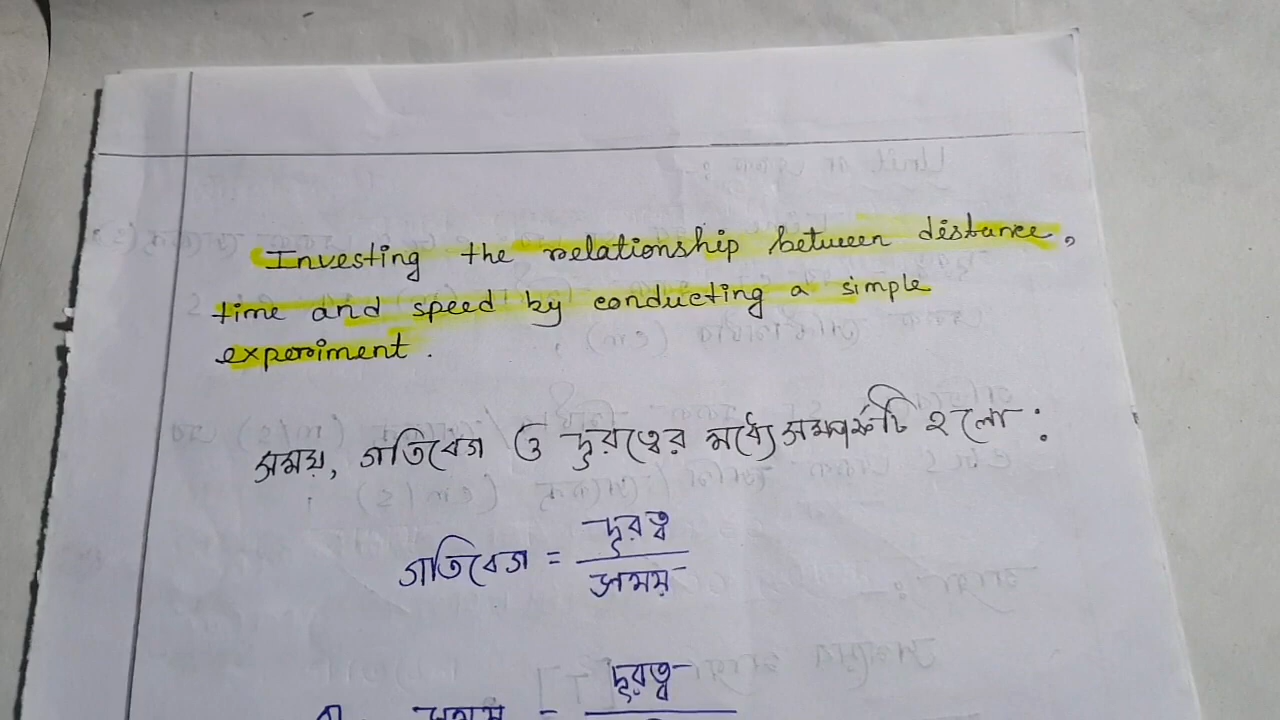 Investing the relationship between distance,
time and speed by conducting a simple
experiment.
সময়, গতিবেগ ও দুরত্বের মধ্যে সম্পর্কটি হলো :
গতিবেগ = দূরত্ব
সময়
দূরত্ব